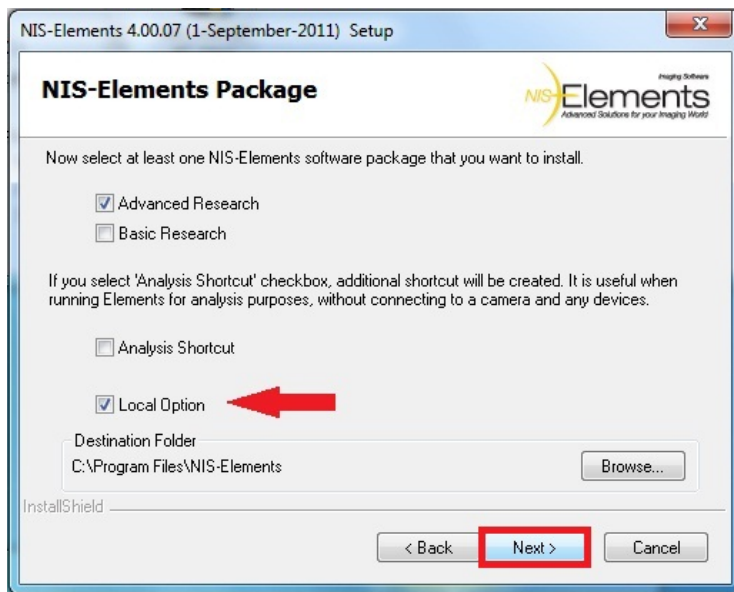 NIS-Elements 4.00.07 (1-September-2011) Setup
NIS-Elements Package
Imaging Software
NIS Elements
Advanced Solutions for your Imaging World
Now select at least one NIS-Elements software package that you want to install.
Advanced Research
Basic Research
If you select 'Analysis Shortcut' checkbox, additional shortcut will be created. It is useful when
running Elements for analysis purposes, without connecting to a camera and any devices.
Analysis Shortcut
Local Option
Destination Folder
C:\Program Files\NIS-Elements
Browse...
InstallShield
< Back Next > Cancel